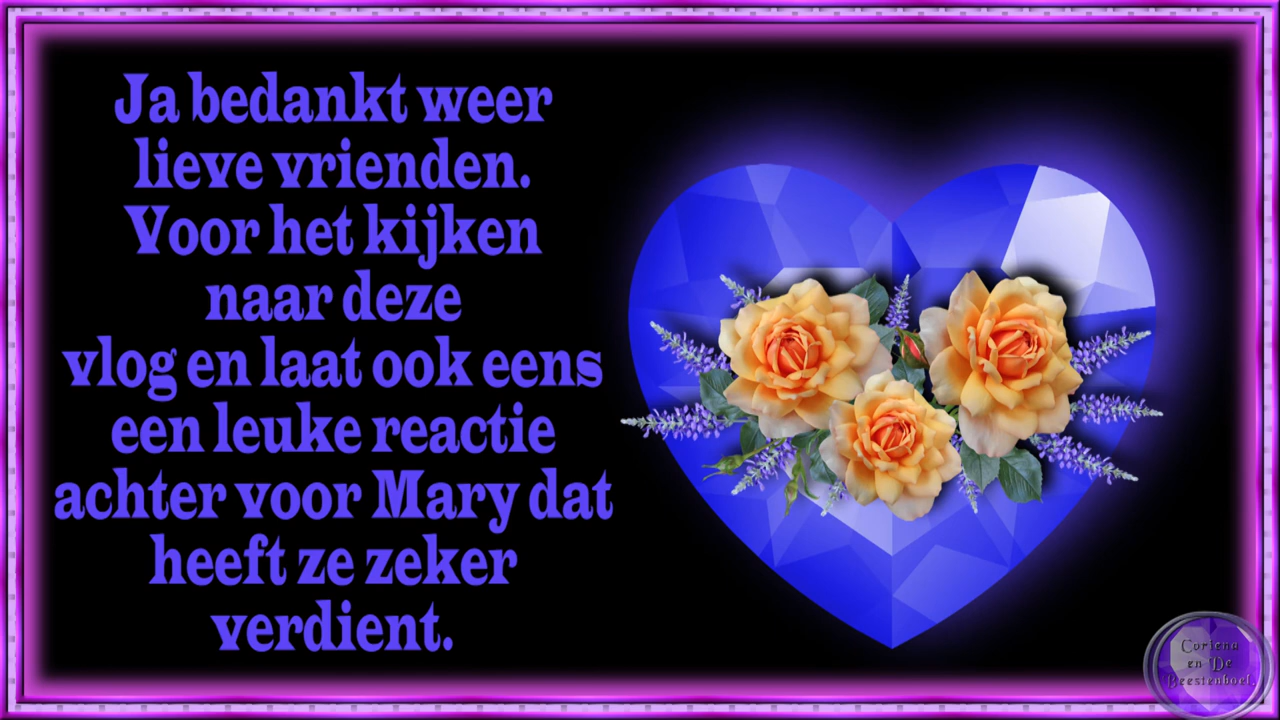 Ja bedankt weer
lieve vrienden.
Voor het kijken
naar deze
vlog en laat ook eens
een leuke reactie
achter voor Mary dat
heeft ze zeker
verdient.
Coriena
en De
Beestenboel.